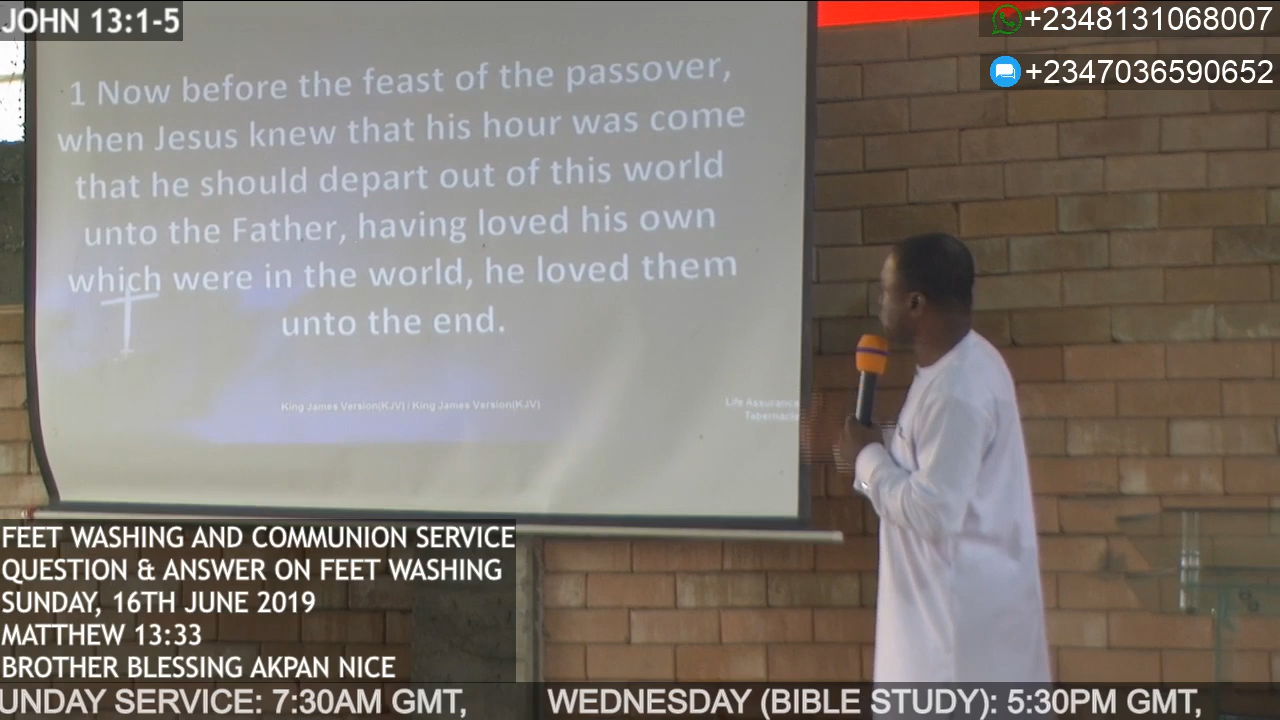 JOHN 13:1-5
+2348131068007
+2347036590652
1 Now before the feast of the passover,
when Jesus knew that his hour was come
that he should depart out of this world
unto the Father, having loved his own
which were in the world, he loved them
unto the end.
King James Version(KJV) / King James Version(KJV)
Life Assurance
Tabernacle
FEET WASHING AND COMMUNION SERVICE
QUESTION & ANSWER ON FEET WASHING
SUNDAY, 16TH JUNE 2019
MATTHEW 13:33
BROTHER BLESSING AKPAN NICE
UNDAY SERVICE: 7:30AM GMT, WEDNESDAY (BIBLE STUDY): 5:30PM GMT,